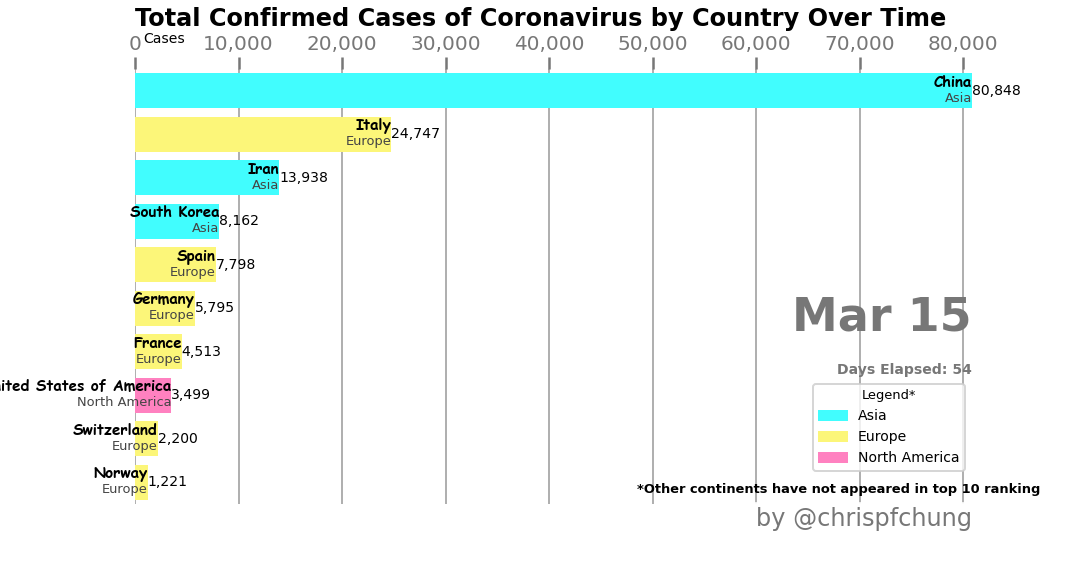 Total Confirmed Cases of Coronavirus by Country Over Time
Cases
0 10,000 20,000 30,000 40,000 50,000 60,000 70,000 80,000
China 80,848
Asia
Italy 24,747
Europe
Iran 13,938
Asia
South Korea 8,162
Asia
Spain 7,798
Europe
Germany 5,795
Europe
France 4,513
Europe
ited States of America 3,499
North America
Switzerland 2,200
Europe
Norway 1,221
Europe
Mar 15
Days Elapsed: 54
Legend*
Asia
Europe
North America
*Other continents have not appeared in top 10 ranking
by @chrispfchung